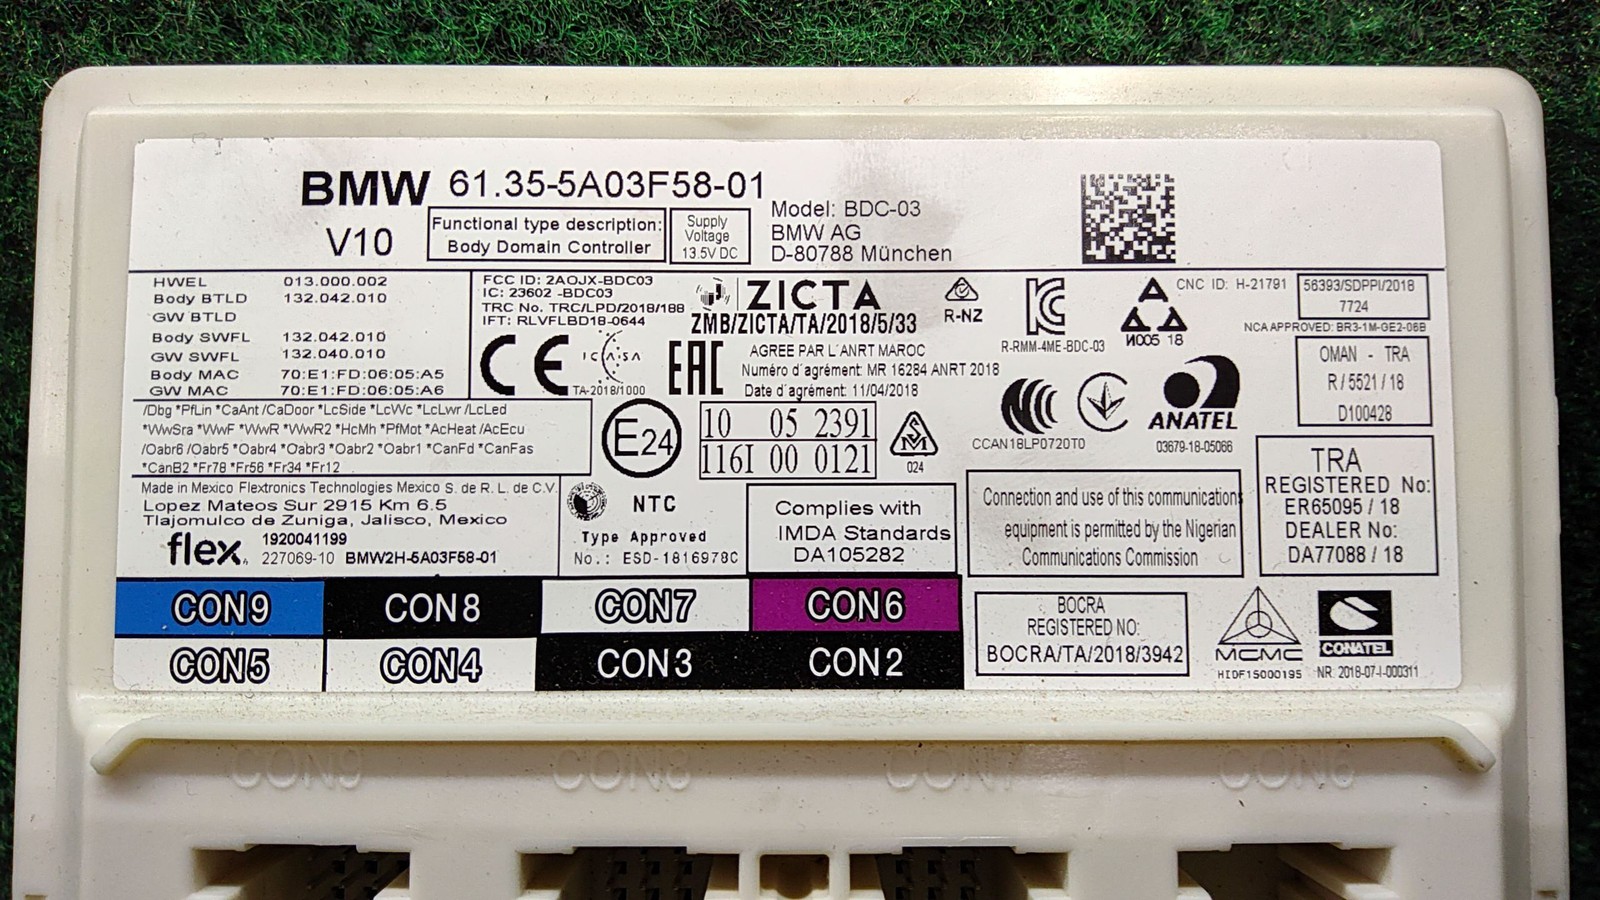 BMW 61.35-5A03F58-01
V10
Functional type description:
Body Domain Controller
Supply
Voltage
13.5V DC
Model: BDC-03
BMW AG
D-80788 München
HWEL 013.000.002
Body BTLD 132.042.010
GW BTLD
Body SWFL 132.042.010
GW SWFL 132.040.010
Body MAC 70:E1:FD:06:05:A5
GW MAC 70:E1:FD:06:05:A6
FCC ID: 2AOJX-BDC03
IC: 23602 -BDC03
TRC No. TRC/LPD/2018/188
IFT: RLVFLBD18-0644
CE
ICASA
TA-2018/1000
ZICTA
ZMB/ZICTA/TA/2018/5/33
EAC
AGREE PAR L'ANRT MAROC
Numéro d'agrément: MR 16284 ANRT 2018
Date d'agrément: 11/04/2018
R-NZ
KC
R-RMM-4ME-BDC-03
И005 18
CNC ID: H-21791
56393/SDPPI/2018
7724
NCA APPROVED: BR3-1M-GE2-06B
OMAN - TRA
R / 5521 / 18
D100428
/Dbg *PfLin *CaAnt /CaDoor *LcSide *LcWc *LcLwr /LcLed
*WwSra *WwF *WwR *WwR2 *HcMh *PfMot *AcHeat /AcEcu
/Oabr6 /Oabr5 *Oabr4 *Oabr3 *Oabr2 *Oabr1 *CanFd *CanFas
*CanB2 *Fr78 *Fr56 *Fr34 *Fr12
E24
10 05 2391
116I 00 0121
024
CCAN18LP0720T0
ANATEL
03679-18-05066
Made in Mexico Flextronics Technologies Mexico S. de R. L. de C.V.
Lopez Mateos Sur 2915 Km 6.5
Tlajomulco de Zuniga, Jalisco, Mexico
flex. 1920041199
227069-10 BMW2H-5A03F58-01
NTC
Type Approved
No.: ESD-1816978C
Complies with
IMDA Standards
DA105282
Connection and use of this communications
equipment is permitted by the Nigerian
Communications Commission
TRA
REGISTERED No:
ER65095 / 18
DEALER No:
DA77088 / 18
CON9 CON8 CON7 CON6
CON5 CON4 CON3 CON2
BOCRA
REGISTERED NO:
BOCRA/TA/2018/3942
MCMC
HIDF15000195
CONATEL
NR: 2018-07-I-000311
CON9 CON8 CON7 CON6